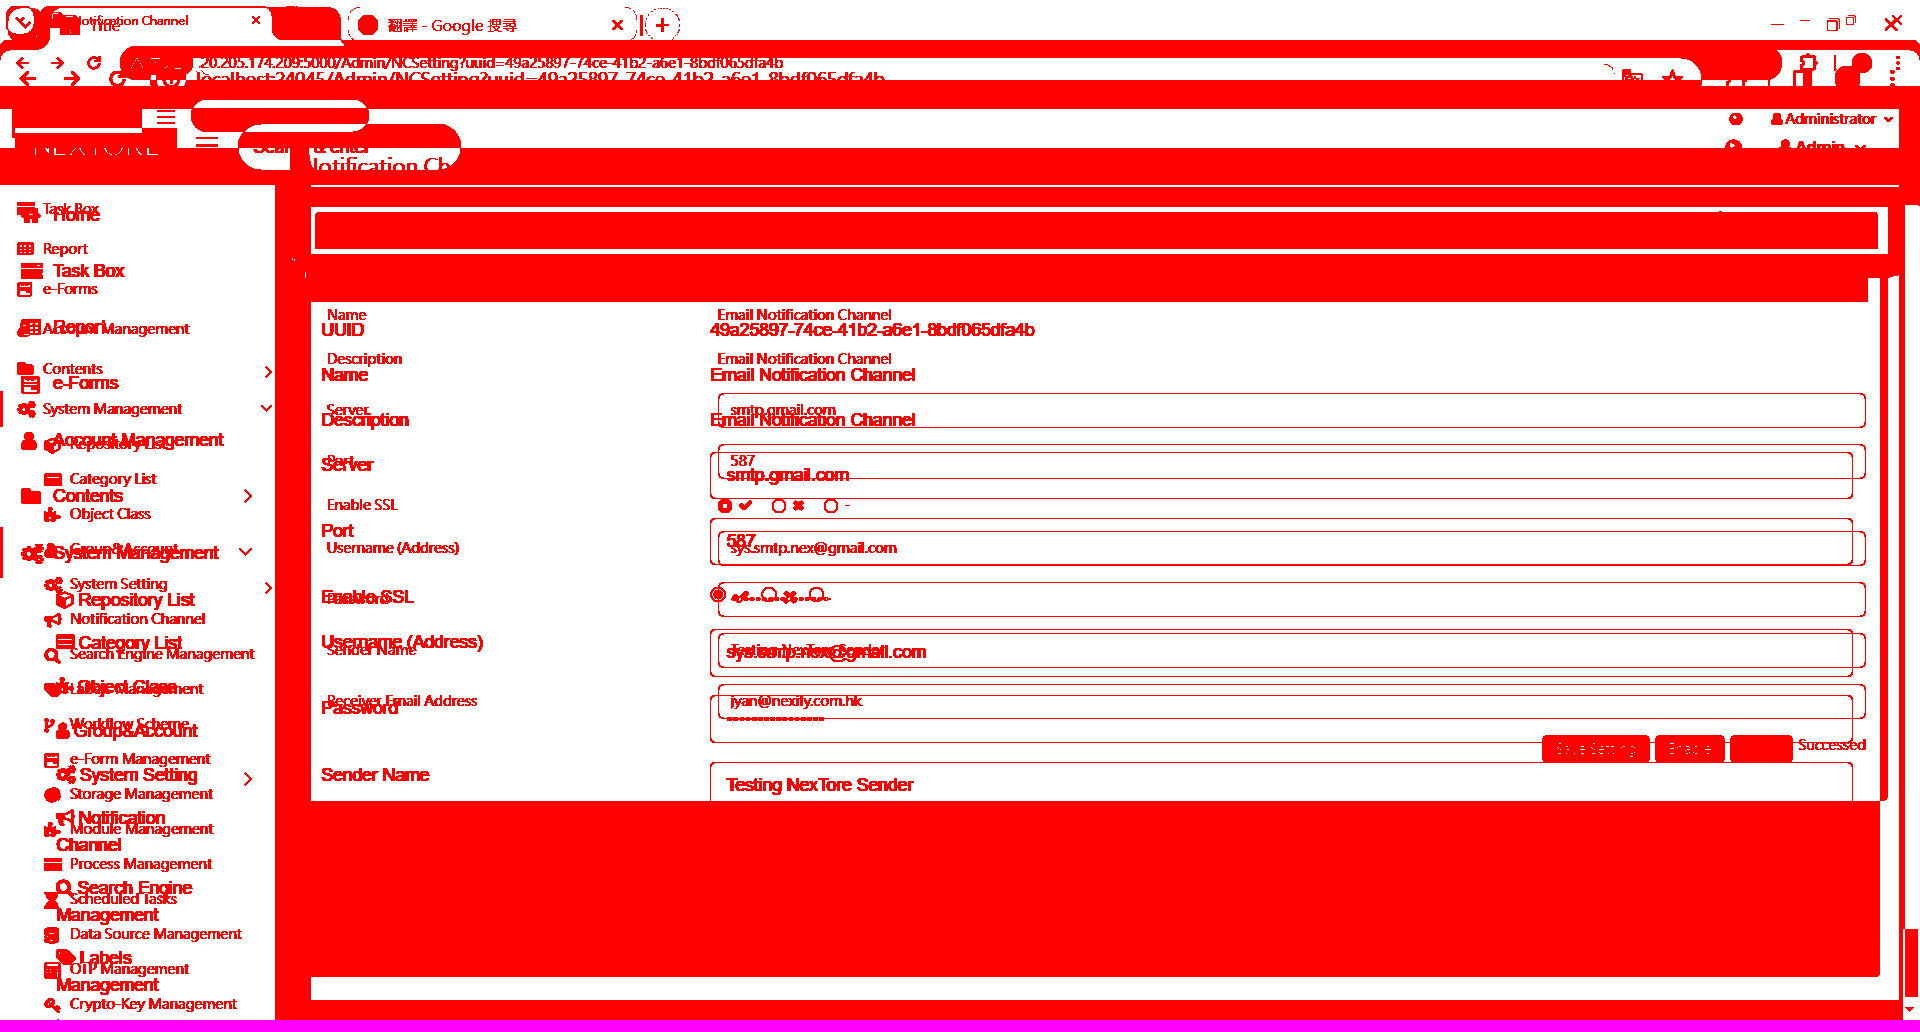 Notification Channel
Title
翻譯 - Google 搜尋
20.205.174.209:5000/Admin/NCSetting?uuid=49a25897-74ce-41b2-a6e1-8bdf065dfa4b
localhost:24045/Admin/NCSetting?uuid=49a25897-74ce-41b2-a6e1-8bdf065dfa4b
Administrator
Admin
NEXTORE
Notification Ch
Task Box
Home
Report
Task Box
e-Forms
Account Management
Report
Contents
e-Forms
System Management
Account Management
Repository List
Category List
Contents
Object Class
Group&Account
System Management
System Setting
Repository List
Notification Channel
Category List
Search Engine Management
Object Class
Labels Management
Workflow Scheme
Group&Account
e-Form Management
System Setting
Storage Management
Notification
Channel
Module Management
Process Management
Search Engine
Management
Scheduled Tasks
Data Source Management
Labels
Management
OTP Management
Crypto-Key Management
Name Email Notification Channel
UUID 49a25897-74ce-41b2-a6e1-8bdf065dfa4b
Description Email Notification Channel
Name Email Notification Channel
Server smtp.gmail.com
Description Email Notification Channel
Port 587
Server smtp.gmail.com
Enable SSL -
Port 587
Username (Address) sys.smtp.nex@gmail.com
Enable SSL
Password
Username (Address) sys.smtp.nex@gmail.com
Sender Name Testing NexTore Sender
Receiver Email Address jyan@nexify.com.hk
Password
Save Setting Enable Successed
Sender Name Testing NexTore Sender